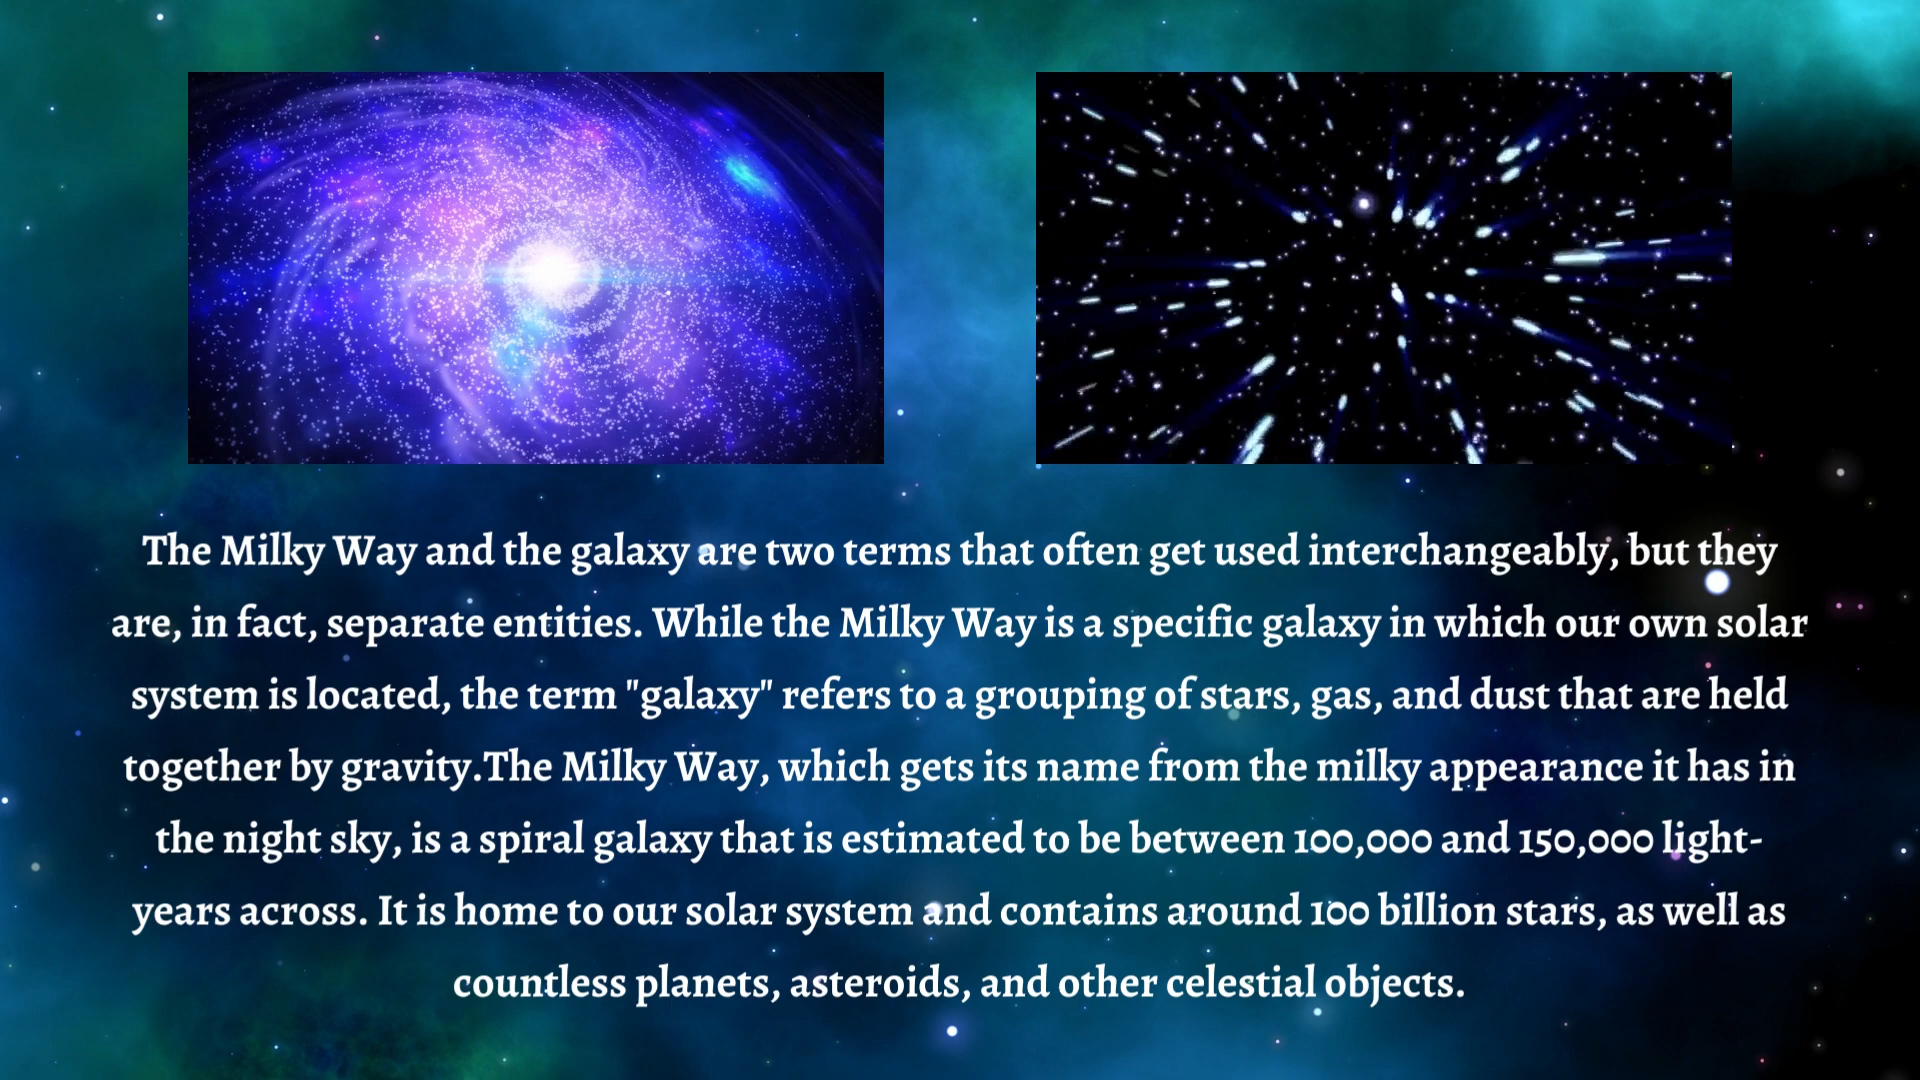 The Milky Way and the galaxy are two terms that often get used interchangeably, but they
are, in fact, separate entities. While the Milky Way is a specific galaxy in which our own solar
system is located, the term "galaxy" refers to a grouping of stars, gas, and dust that are held
together by gravity.The Milky Way, which gets its name from the milky appearance it has in
the night sky, is a spiral galaxy that is estimated to be between 100,000 and 150,000 light-
years across. It is home to our solar system and contains around 100 billion stars, as well as
countless planets, asteroids, and other celestial objects.